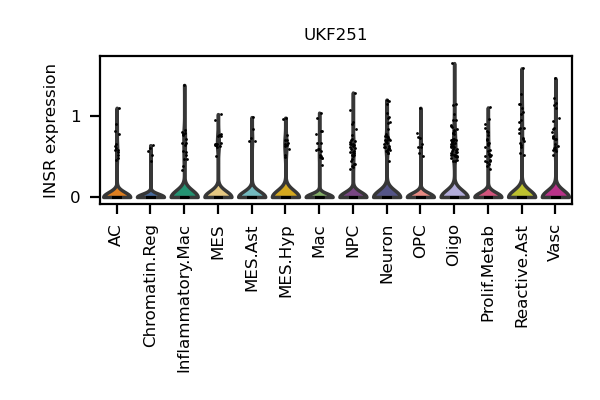 UKF251
INSR expression
1
0
AC
Chromatin.Reg
Inflammatory.Mac
MES
MES.Ast
MES.Hyp
Mac
NPC
Neuron
OPC
Oligo
Prolif.Metab
Reactive.Ast
Vasc